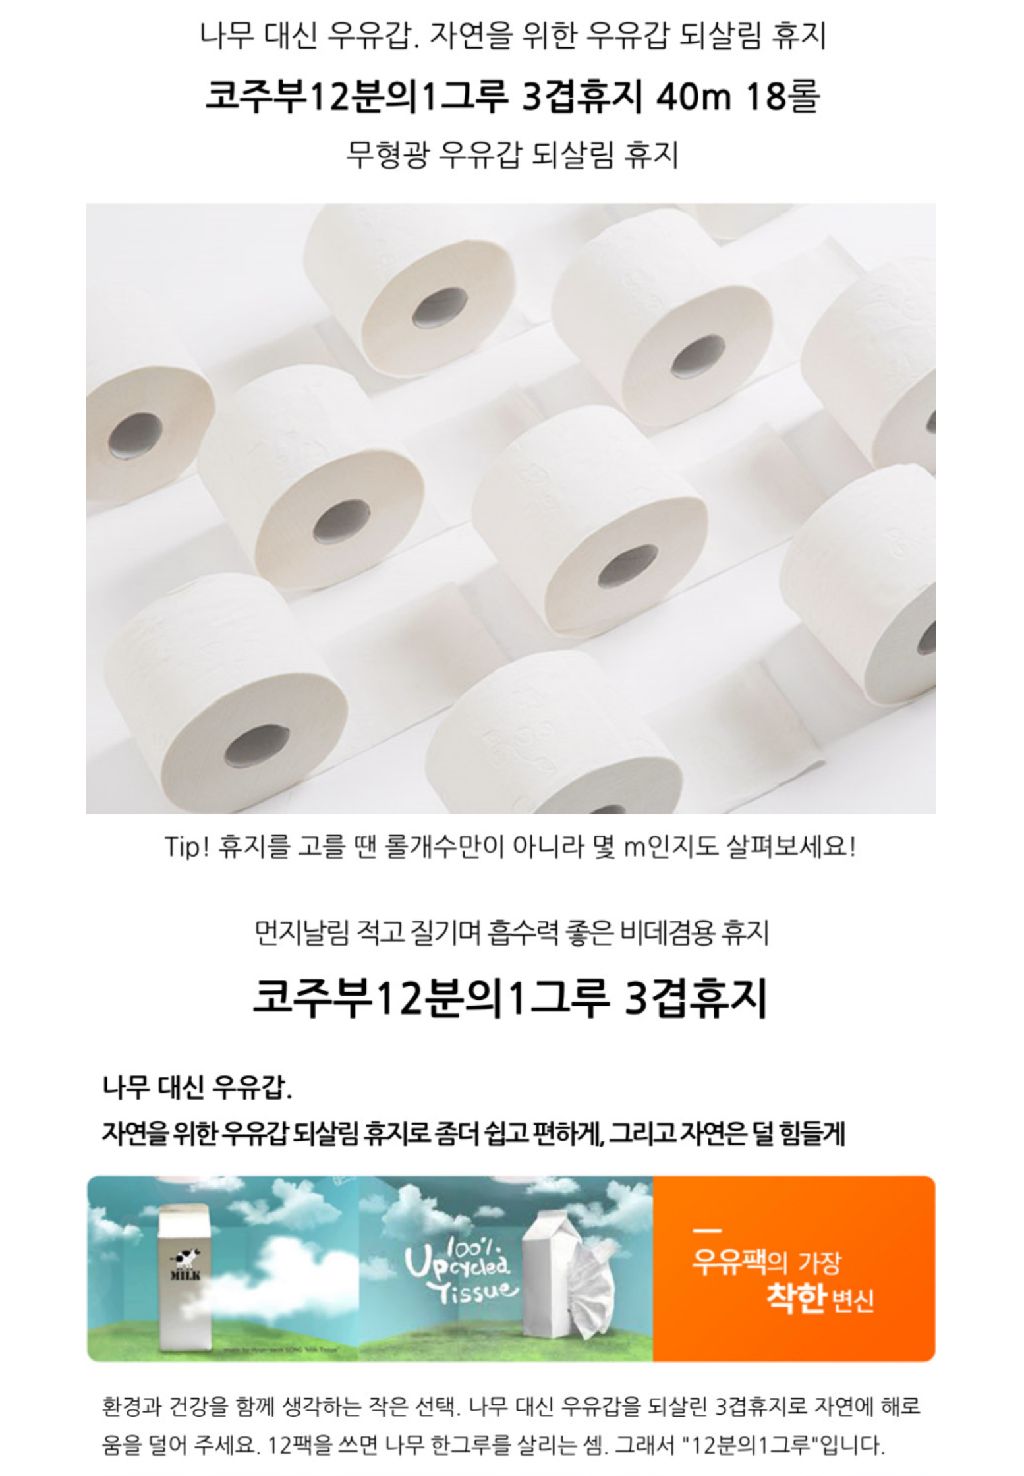 나무 대신 우유갑. 자연을 위한 우유갑 되살림 휴지
코주부12분의1그루 3겹휴지 40m 18롤
무형광 우유갑 되살림 휴지
Tip! 휴지를 고를 땐 롤개수만이 아니라 몇 m인지도 살펴보세요!
먼지날림 적고 질기며 흡수력 좋은 비데겸용 휴지
코주부12분의1그루 3겹휴지
나무 대신 우유갑.
자연을 위한 우유갑 되살림 휴지로 좀더 쉽고 편하게, 그리고 자연은 덜 힘들게
MILK
100%
Upcycled
Tissue
우유팩의 가장
착한 변신
환경과 건강을 함께 생각하는 작은 선택. 나무 대신 우유갑을 되살린 3겹휴지로 자연에 해로
움을 덜어 주세요. 12팩을 쓰면 나무 한그루를 살리는 셈. 그래서 "12분의1그루"입니다.